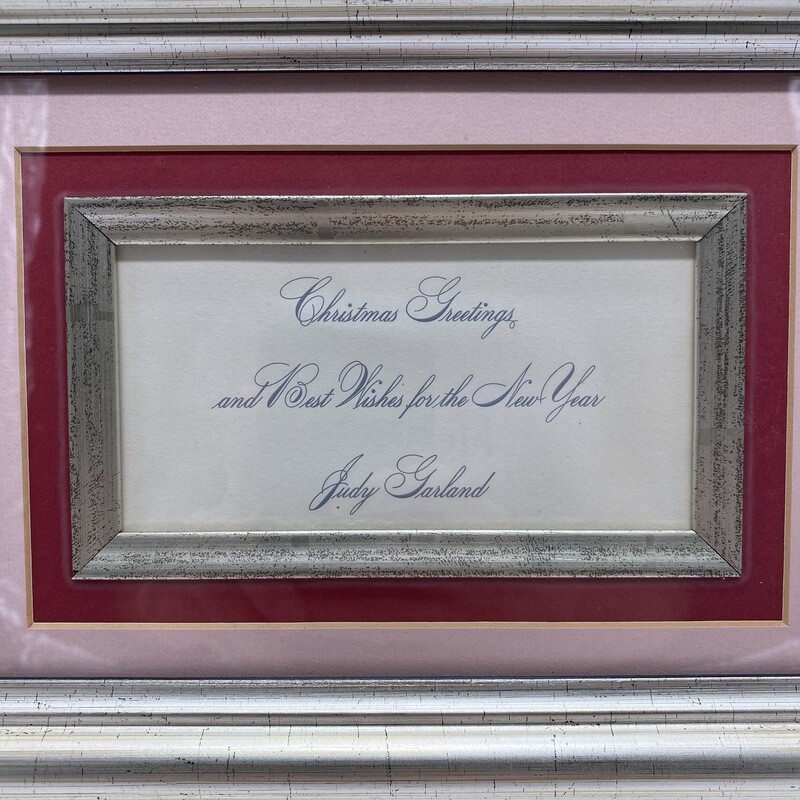 Christmas Greetings
and Best Wishes for the New Year
Judy Garland